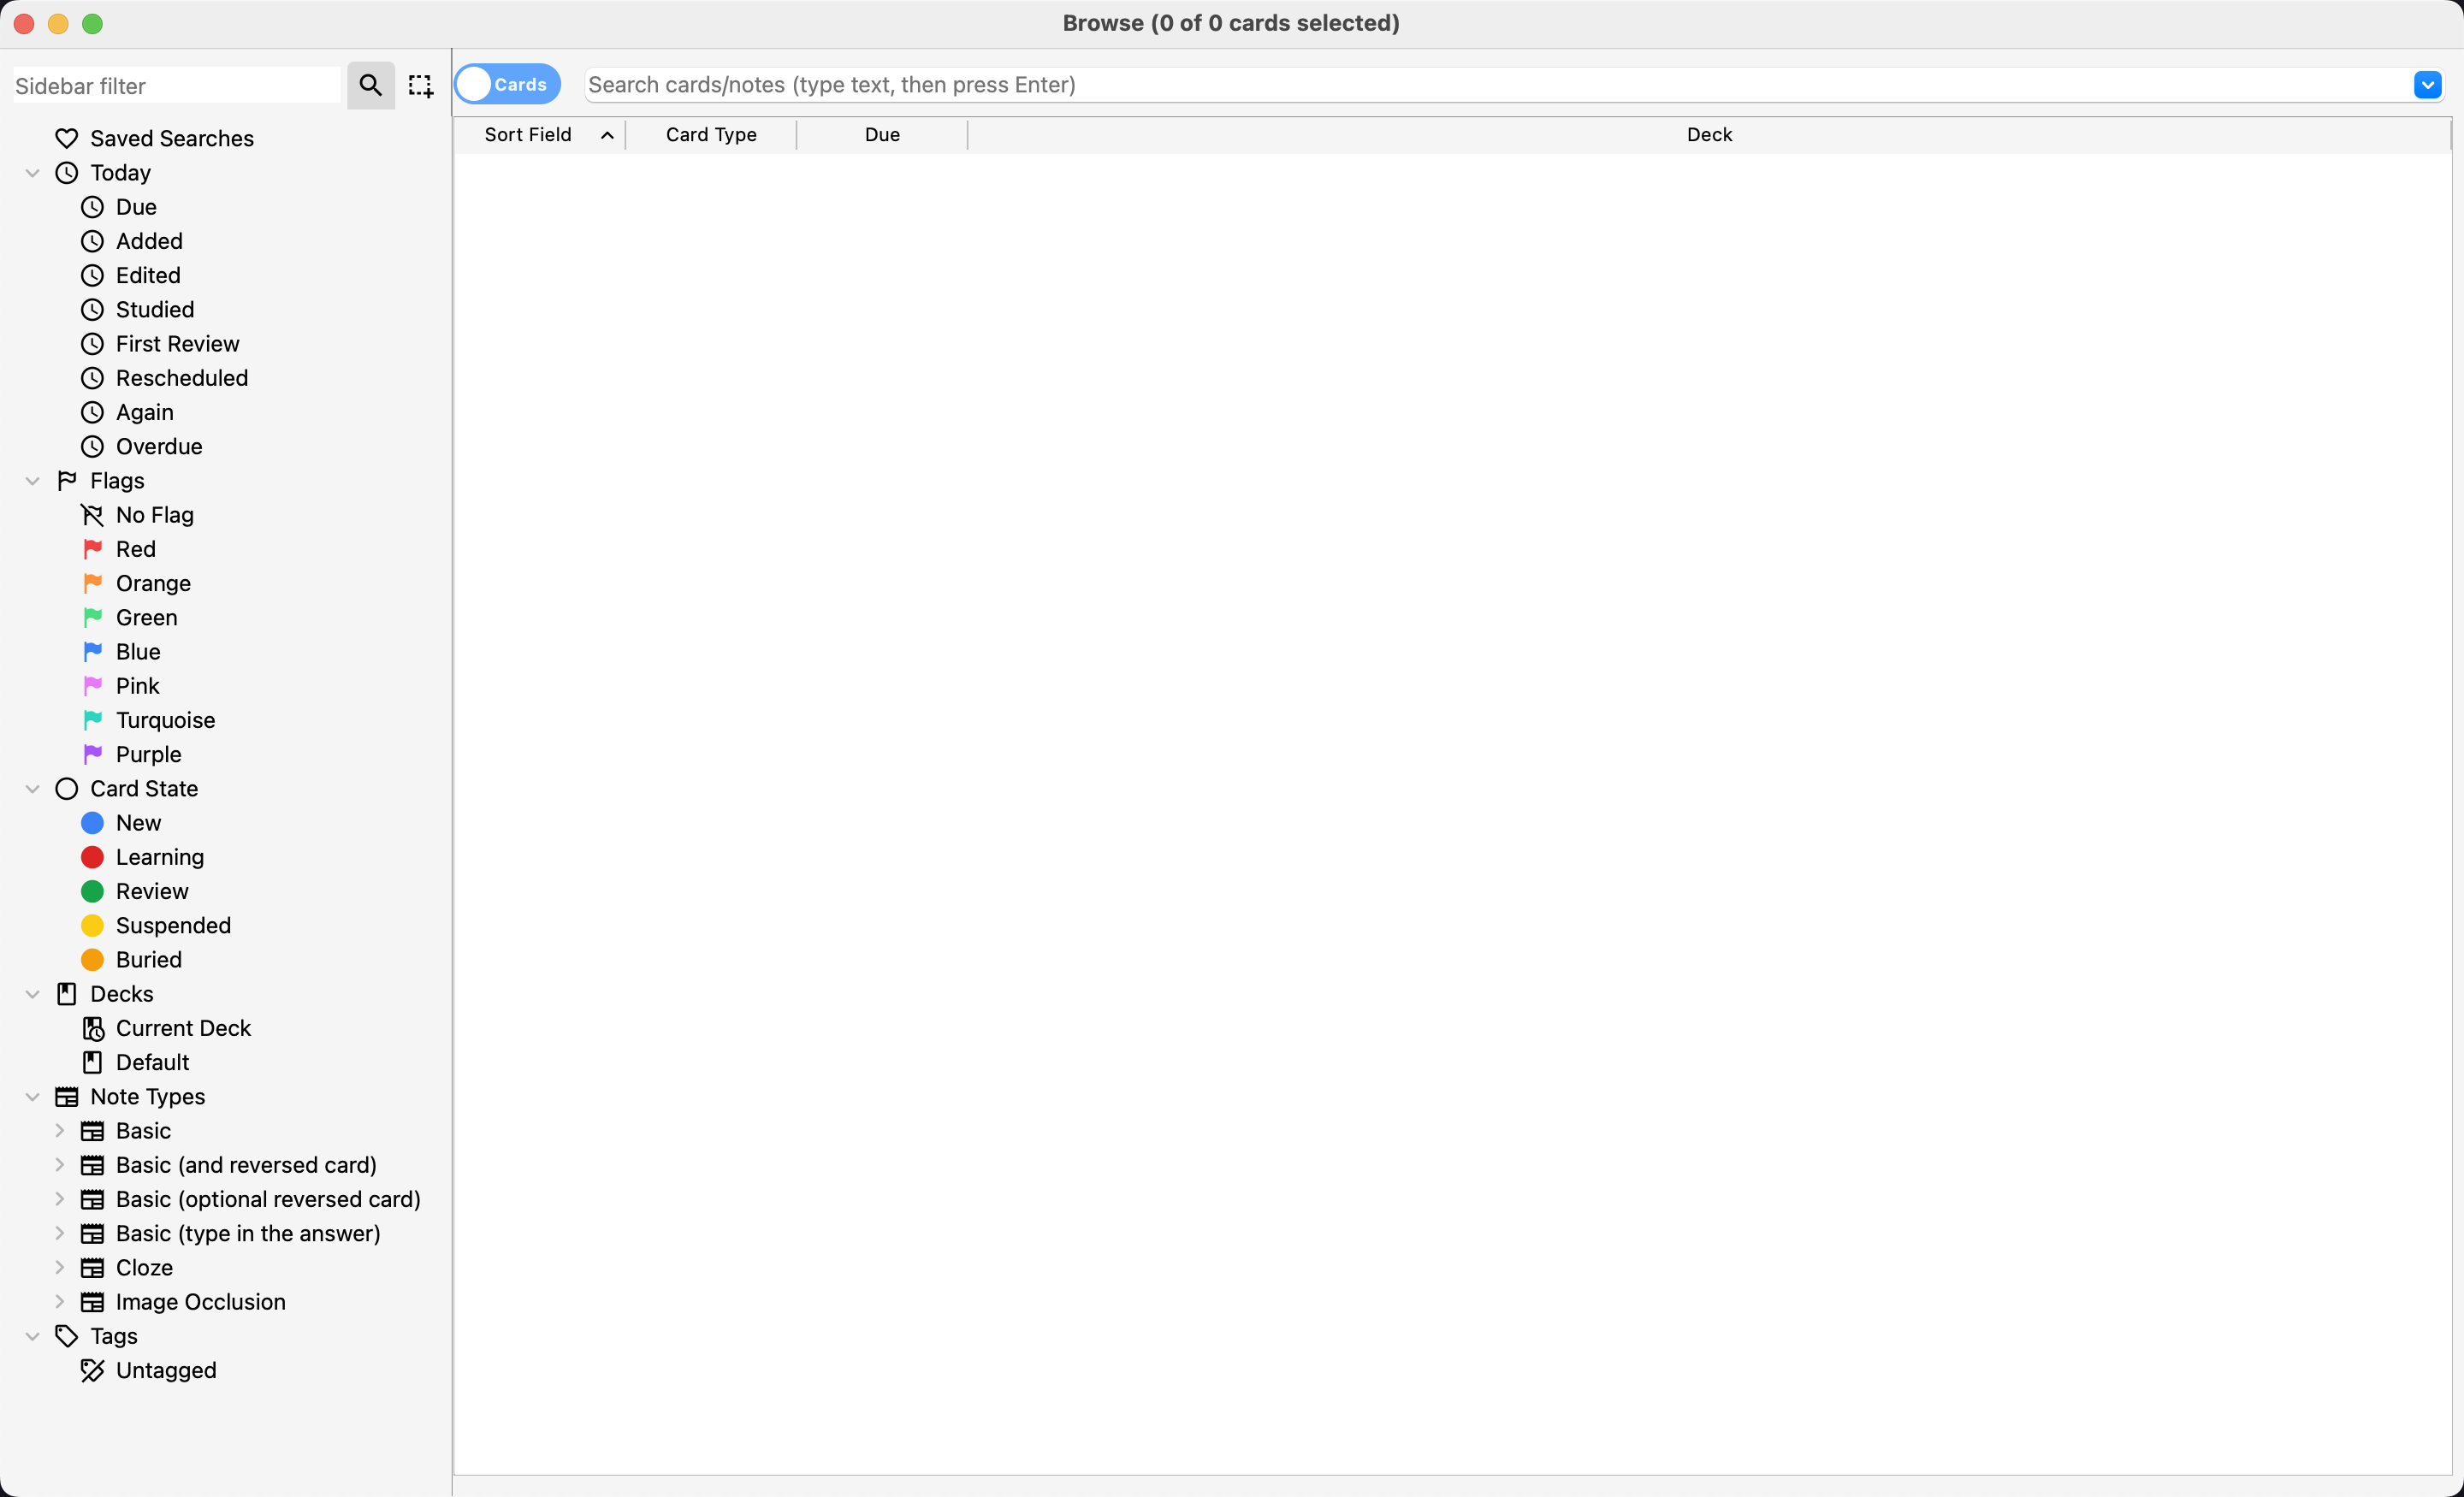 Browse (0 of 0 cards selected)
Sidebar filter
Cards
Search cards/notes (type text, then press Enter)
Sort Field
Card Type
Due
Deck
Saved Searches
Today
Due
Added
Edited
Studied
First Review
Rescheduled
Again
Overdue
Flags
No Flag
Red
Orange
Green
Blue
Pink
Turquoise
Purple
Card State
New
Learning
Review
Suspended
Buried
Decks
Current Deck
Default
Note Types
Basic
Basic (and reversed card)
Basic (optional reversed card)
Basic (type in the answer)
Cloze
Image Occlusion
Tags
Untagged